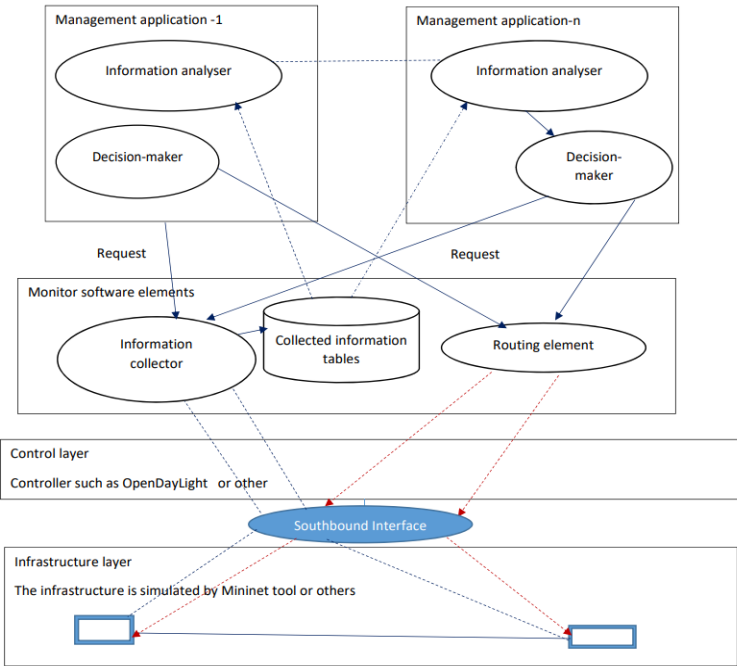 Management application -1
Management application-n
Information analyser
Information analyser
Decision-maker
Decision-
maker
Request
Request
Monitor software elements
Information
collector
Collected information
tables
Routing element
Control layer
Controller such as OpenDayLight or other
Southbound Interface
Infrastructure layer
The infrastructure is simulated by Mininet tool or others